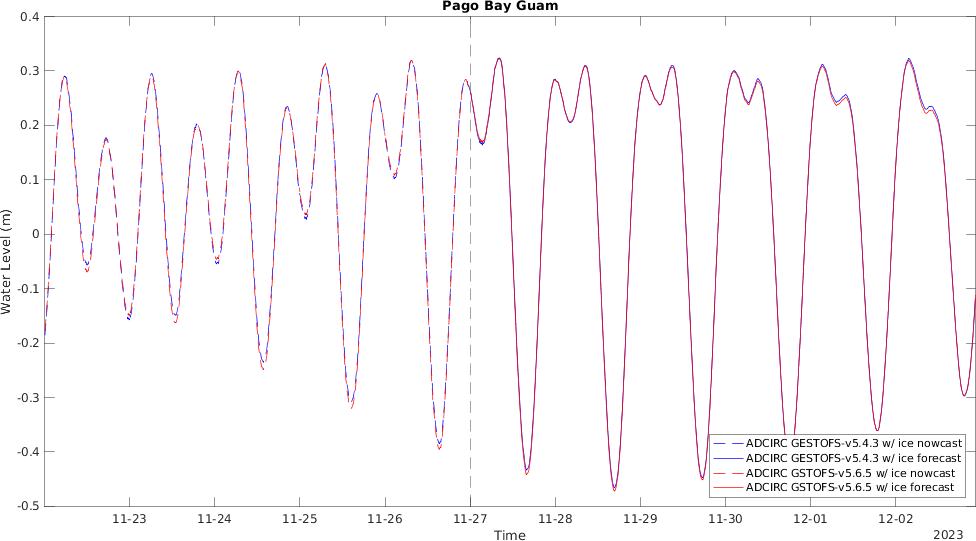 Pago Bay Guam
0.4
0.3
0.2
0.1
0
-0.1
-0.2
-0.3
-0.4
-0.5
Water Level (m)
ADCIRC GESTOFS-v5.4.3 w/ ice nowcast
ADCIRC GESTOFS-v5.4.3 w/ ice forecast
ADCIRC GSTOFS-v5.6.5 w/ ice nowcast
ADCIRC GSTOFS-v5.6.5 w/ ice forecast
11-23 11-24 11-25 11-26 11-27 11-28 11-29 11-30 12-01 12-02
Time
2023